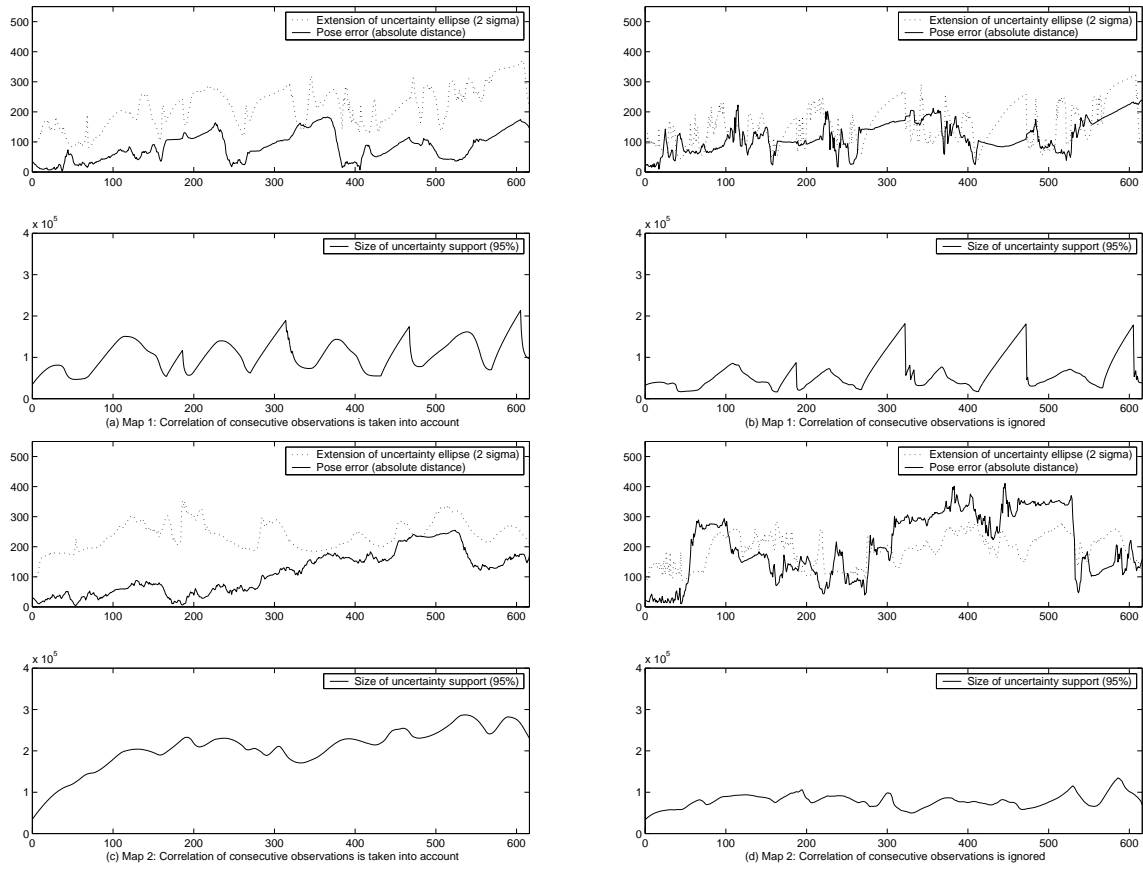 Extension of uncertainty ellipse (2 sigma)
Pose error (absolute distance)
500
400
300
200
100
0
0 100 200 300 400 500 600
x 10^5
Size of uncertainty support (95%)
4
3
2
1
0
0 100 200 300 400 500 600
(a) Map 1: Correlation of consecutive observations is taken into account
Extension of uncertainty ellipse (2 sigma)
Pose error (absolute distance)
500
400
300
200
100
0
0 100 200 300 400 500 600
x 10^5
Size of uncertainty support (95%)
4
3
2
1
0
0 100 200 300 400 500 600
(b) Map 1: Correlation of consecutive observations is ignored
Extension of uncertainty ellipse (2 sigma)
Pose error (absolute distance)
500
400
300
200
100
0
0 100 200 300 400 500 600
x 10^5
Size of uncertainty support (95%)
4
3
2
1
0
0 100 200 300 400 500 600
(c) Map 2: Correlation of consecutive observations is taken into account
Extension of uncertainty ellipse (2 sigma)
Pose error (absolute distance)
500
400
300
200
100
0
0 100 200 300 400 500 600
x 10^5
Size of uncertainty support (95%)
4
3
2
1
0
0 100 200 300 400 500 600
(d) Map 2: Correlation of consecutive observations is ignored